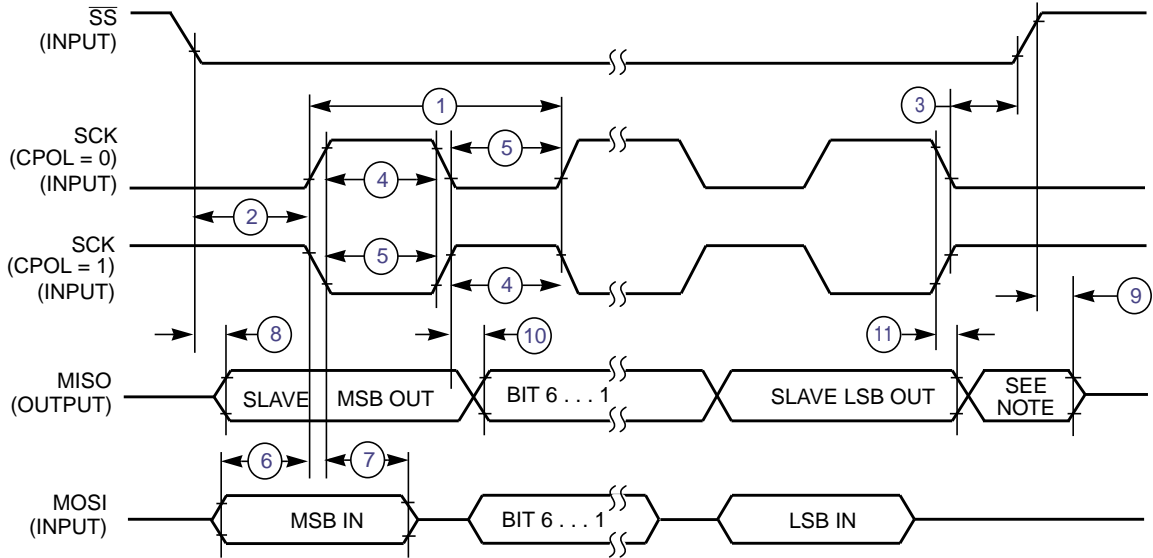 SS
(INPUT)
1
3
SCK
(CPOL = 0)
(INPUT)
5
4
2
SCK
(CPOL = 1)
(INPUT)
5
4
9
8
10
11
MISO
(OUTPUT)
SLAVE MSB OUT
BIT 6 . . . 1
SLAVE LSB OUT
SEE
NOTE
6
7
MOSI
(INPUT)
MSB IN
BIT 6 . . . 1
LSB IN